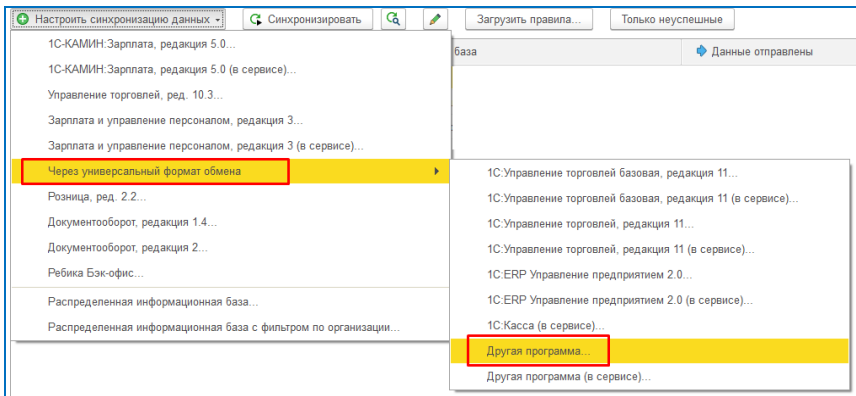 Настроить синхронизацию данных
Синхронизировать
Загрузить правила...
Только неуспешные
база
Данные отправлены
1С-КАМИН:Зарплата, редакция 5.0...
1С-КАМИН:Зарплата, редакция 5.0 (в сервисе)...
Управление торговлей, ред. 10.3...
Зарплата и управление персоналом, редакция 3...
Зарплата и управление персоналом, редакция 3 (в сервисе)...
Через универсальный формат обмена
Розница, ред. 2.2...
Документооборот, редакция 1.4...
Документооборот, редакция 2...
Ребика Бэк-офис...
Распределенная информационная база...
Распределенная информационная база с фильтром по организации...
1С:Управление торговлей базовая, редакция 11...
1С:Управление торговлей базовая, редакция 11 (в сервисе)...
1С:Управление торговлей, редакция 11...
1С:Управление торговлей, редакция 11 (в сервисе)...
1С:ERP Управление предприятием 2.0...
1С:ERP Управление предприятием 2.0 (в сервисе)...
1С:Касса (в сервисе)...
Другая программа...
Другая программа (в сервисе)...